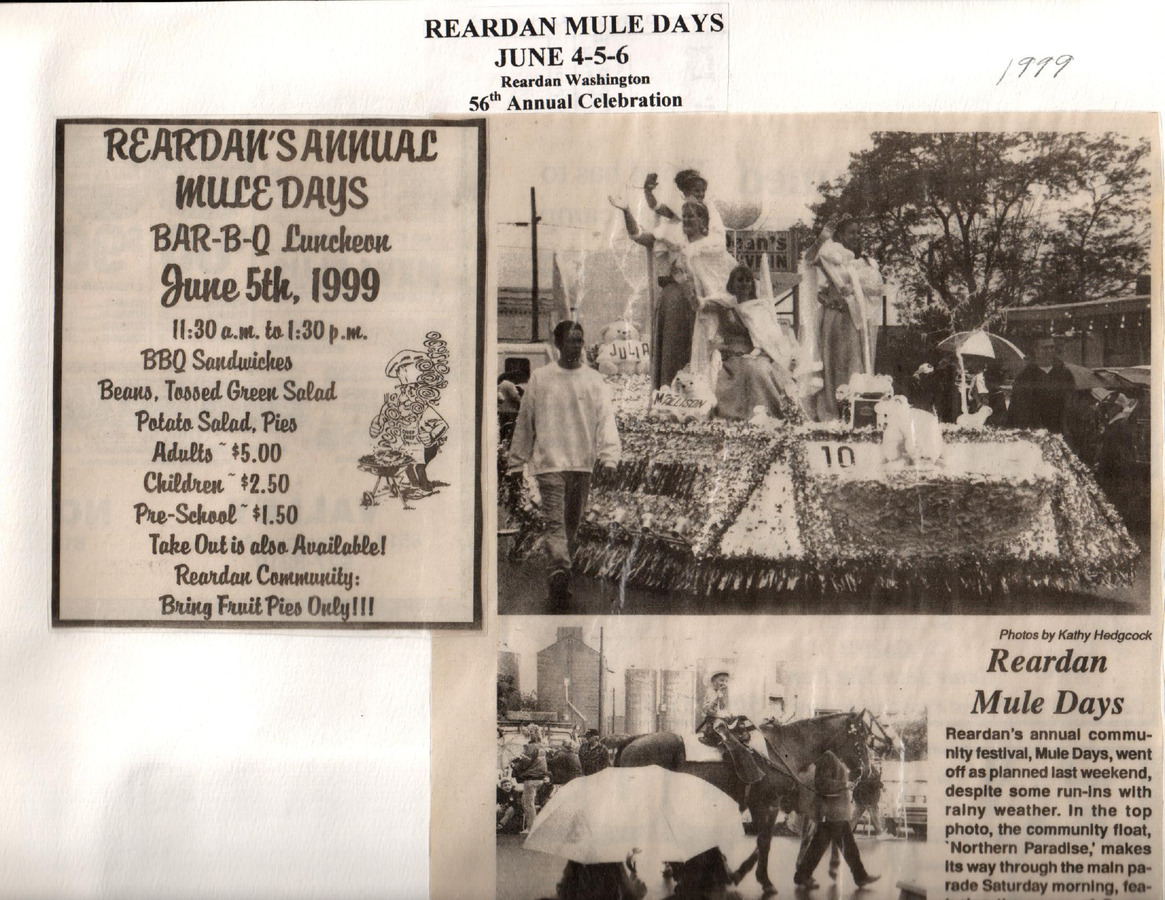 REARDAN MULE DAYS
JUNE 4-5-6
Reardan Washington
56th Annual Celebration
1999
REARDAN'S ANNUAL
MULE DAYS
BAR-B-Q Luncheon
June 5th, 1999
11:30 a.m. to 1:30 p.m.
BBQ Sandwiches
Beans, Tossed Green Salad
Potato Salad, Pies
Adults ~ $5.00
Children ~ $2.50
Pre-School ~ $1.50
Take Out is also Available!
Reardan Community:
Bring Fruit Pies Only!!!
Dean's
JULIA
MOLLISON
10
Photos by Kathy Hedgcock
Reardan
Mule Days
Reardan's annual commu-
nity festival, Mule Days, went
off as planned last weekend,
despite some run-ins with
rainy weather. In the top
photo, the community float,
'Northern Paradise,' makes
its way through the main pa-
rade Saturday morning, fea-